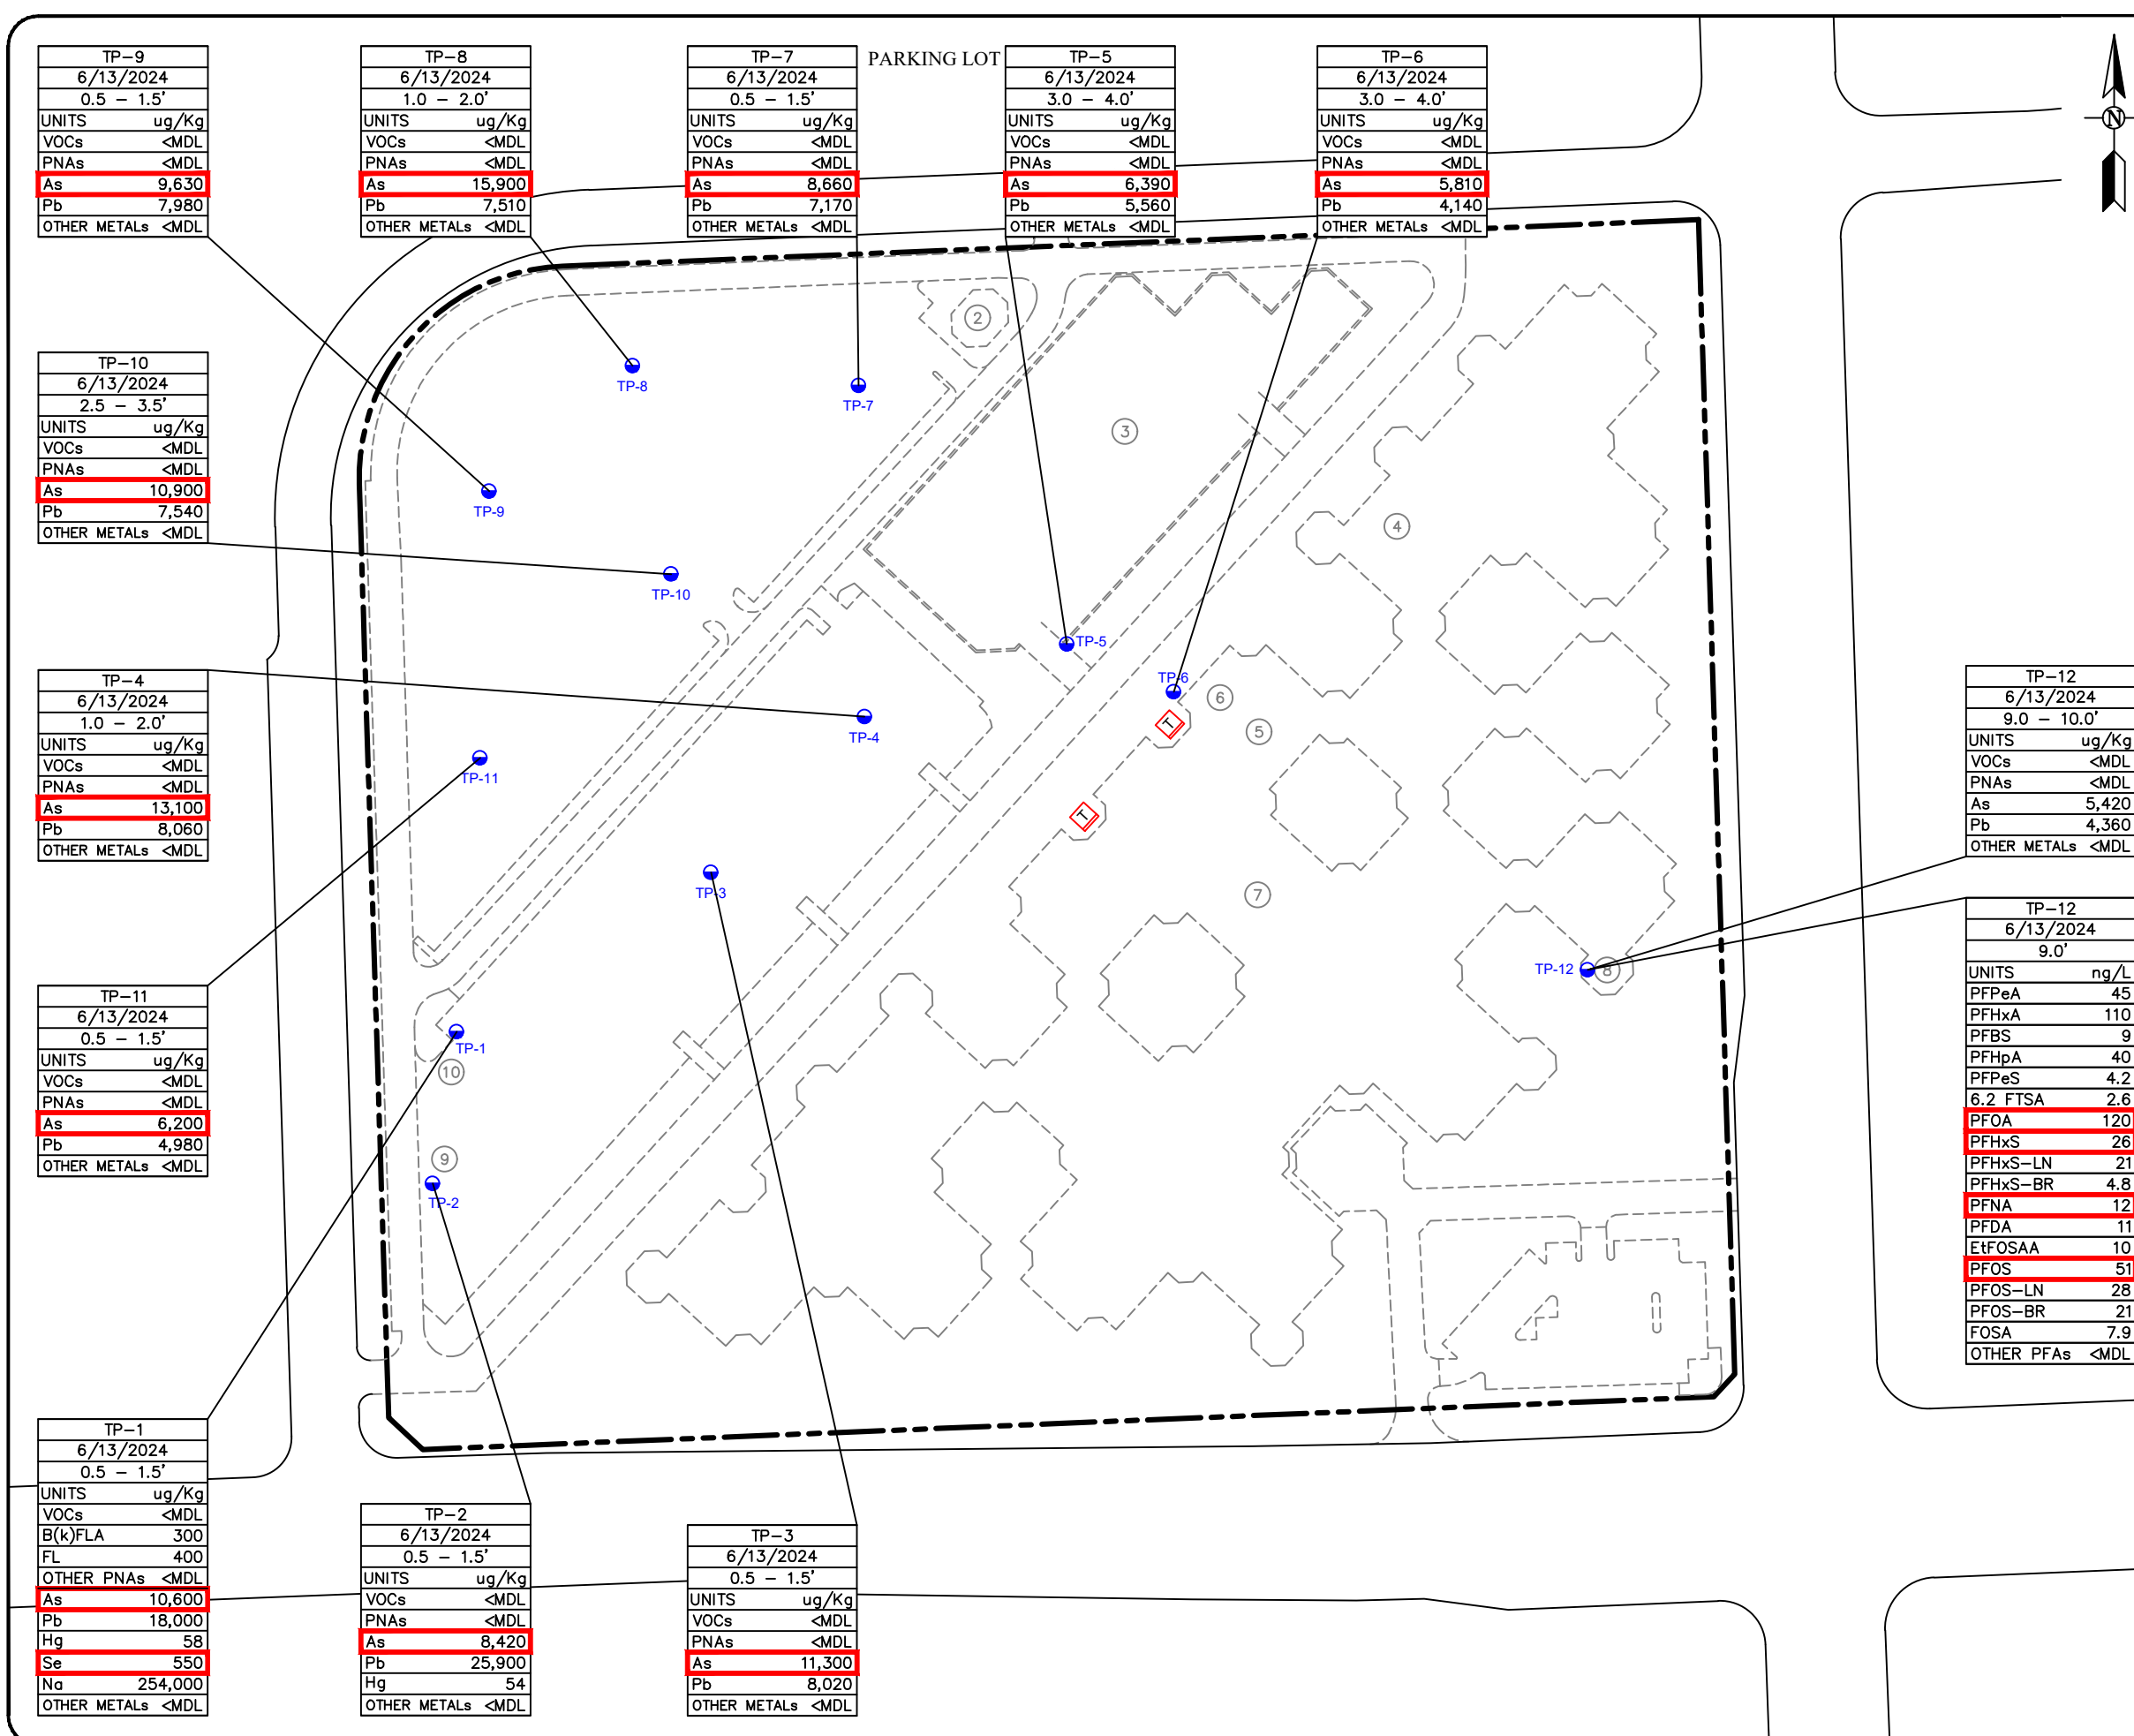 TP-9
6/13/2024
0.5 - 1.5'
UNITS ug/Kg
VOCs <MDL
PNAs <MDL
As 9,630
Pb 7,980
OTHER METALs <MDL
TP-8
6/13/2024
1.0 - 2.0'
UNITS ug/Kg
VOCs <MDL
PNAs <MDL
As 15,900
Pb 7,510
OTHER METALs <MDL
TP-7
6/13/2024
0.5 - 1.5'
UNITS ug/Kg
VOCs <MDL
PNAs <MDL
As 8,660
Pb 7,170
OTHER METALs <MDL
PARKING LOT
TP-5
6/13/2024
3.0 - 4.0'
UNITS ug/Kg
VOCs <MDL
PNAs <MDL
As 6,390
Pb 5,560
OTHER METALs <MDL
TP-6
6/13/2024
3.0 - 4.0'
UNITS ug/Kg
VOCs <MDL
PNAs <MDL
As 5,810
Pb 4,140
OTHER METALs <MDL
N
TP-10
6/13/2024
2.5 - 3.5'
UNITS ug/Kg
VOCs <MDL
PNAs <MDL
As 10,900
Pb 7,540
OTHER METALs <MDL
2
TP-8
TP-7
3
TP-9
4
TP-10
TP-5
TP-6
6
T
5
TP-4
TP-11
T
TP-3
7
TP-12
8
TP-1
10
9
TP-2
TP-4
6/13/2024
1.0 - 2.0'
UNITS ug/Kg
VOCs <MDL
PNAs <MDL
As 13,100
Pb 8,060
OTHER METALs <MDL
TP-12
6/13/2024
9.0 - 10.0'
UNITS ug/Kg
VOCs <MDL
PNAs <MDL
As 5,420
Pb 4,360
OTHER METALs <MDL
TP-12
6/13/2024
9.0'
UNITS ng/L
PFPeA 45
PFHxA 110
PFBS 9
PFHpA 40
PFPeS 4.2
6.2 FTSA 2.6
PFOA 120
PFHxS 26
PFHxS-LN 21
PFHxS-BR 4.8
PFNA 12
PFDA 11
EtFOSAA 10
PFOS 51
PFOS-LN 28
PFOS-BR 21
FOSA 7.9
OTHER PFAs <MDL
TP-11
6/13/2024
0.5 - 1.5'
UNITS ug/Kg
VOCs <MDL
PNAs <MDL
As 6,200
Pb 4,980
OTHER METALs <MDL
TP-1
6/13/2024
0.5 - 1.5'
UNITS ug/Kg
VOCs <MDL
B(k)FLA 300
FL 400
OTHER PNAs <MDL
As 10,600
Pb 18,000
Hg 58
Se 550
Na 254,000
OTHER METALs <MDL
TP-2
6/13/2024
0.5 - 1.5'
UNITS ug/Kg
VOCs <MDL
PNAs <MDL
As 8,420
Pb 25,900
Hg 54
OTHER METALs <MDL
TP-3
6/13/2024
0.5 - 1.5'
UNITS ug/Kg
VOCs <MDL
PNAs <MDL
As 11,300
Pb 8,020
OTHER METALs <MDL